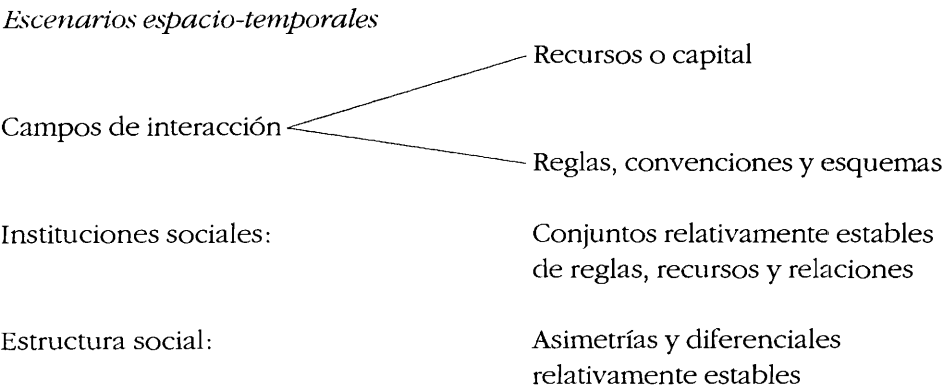 Escenarios espacio-temporales
Recursos o capital
Campos de interacción
Reglas, convenciones y esquemas
Instituciones sociales:
Conjuntos relativamente estables
de reglas, recursos y relaciones
Estructura social:
Asimetrías y diferenciales
relativamente estables